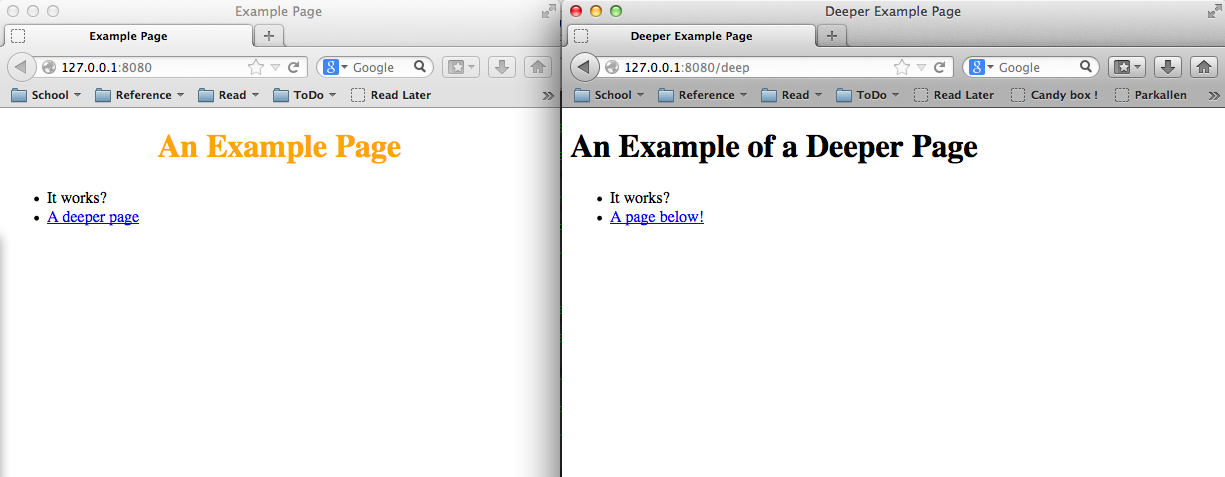 Example Page
Example Page
127.0.0.1:8080
Google
School
Reference
Read
ToDo
Read Later
An Example Page
It works?
A deeper page
Deeper Example Page
Deeper Example Page
127.0.0.1:8080/deep
Google
School
Reference
Read
ToDo
Read Later
Candy box !
Parkallen
An Example of a Deeper Page
It works?
A page below!